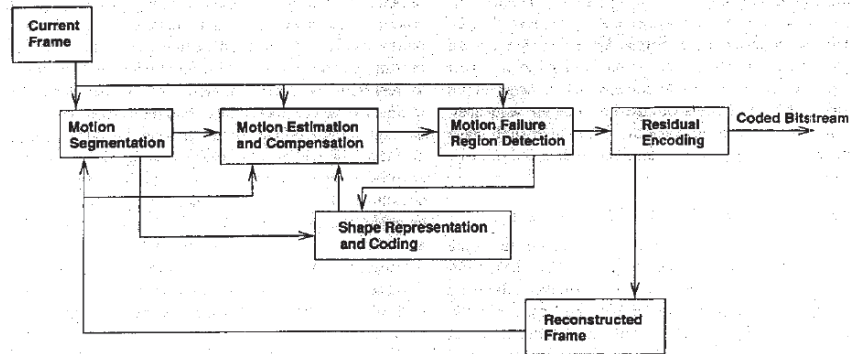 Current
Frame
Motion
Segmentation
Motion Estimation
and Compensation
Motion Failure
Region Detection
Residual
Encoding
Coded Bitstream
Shape Representation
and Coding
Reconstructed
Frame